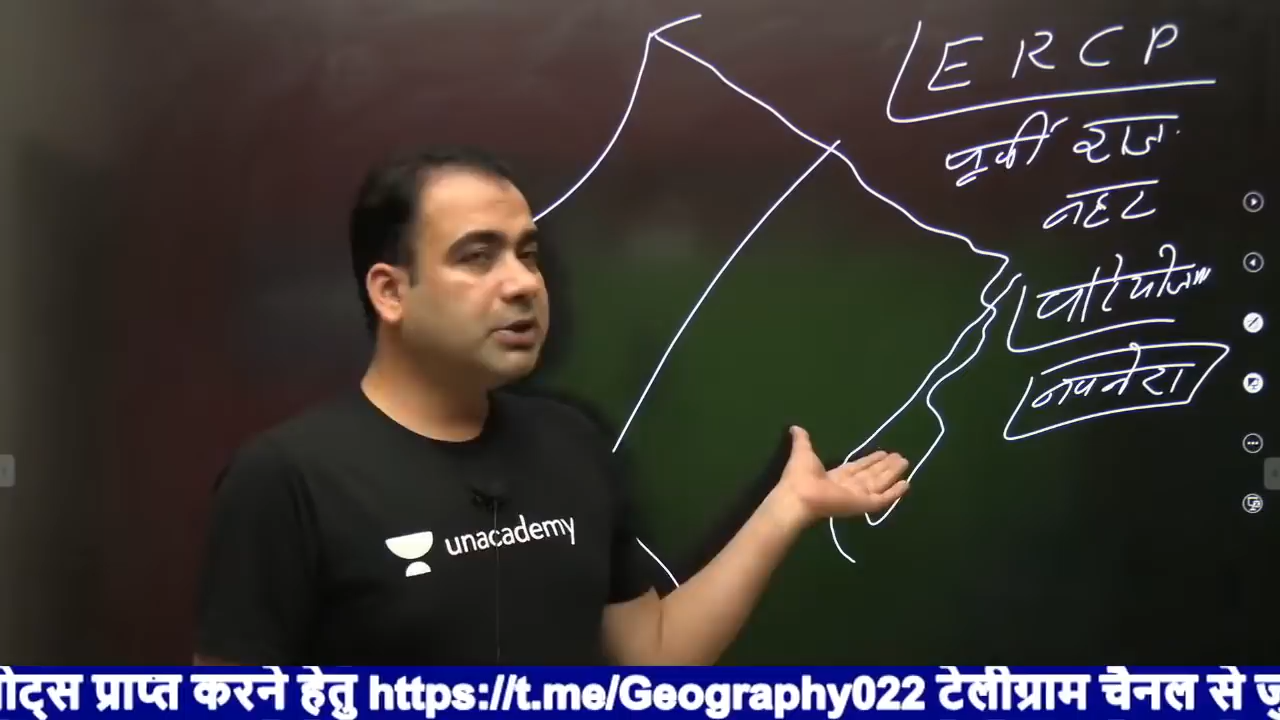 ERCP
पूर्वी राज.
नहर
परियोजना
नवनेरा
unacademy
ोट्स प्राप्त करने हेतु https://t.me/Geography022 टेलीग्राम चैनल से जु